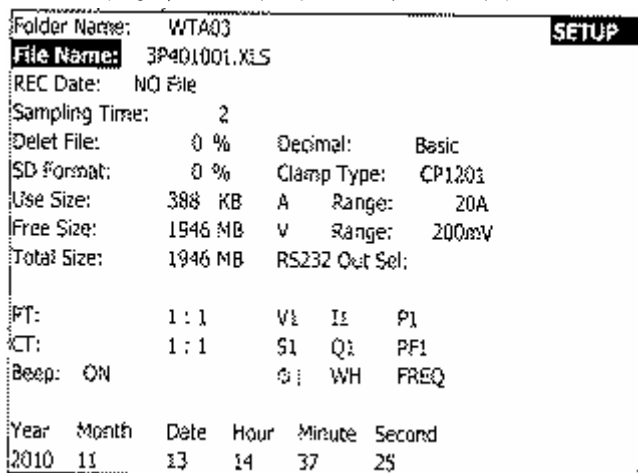 Folder Name: WTA03 SETUP
File Name: 3P401001.XLS
REC Date: NO File
Sampling Time: 2
Delet File: 0 % Decimal: Basic
SD Format: 0 % Clamp Type: CP1201
Use Size: 388 KB A Range: 20A
Free Size: 1946 MB V Range: 200mV
Total Size: 1946 MB RS232 Out Sel:
PT: 1 : 1 V1 I1 P1
CT: 1 : 1 S1 Q1 PF1
Beep: ON WH FREQ
Year Month Date Hour Minute Second
2010 11 13 14 37 25